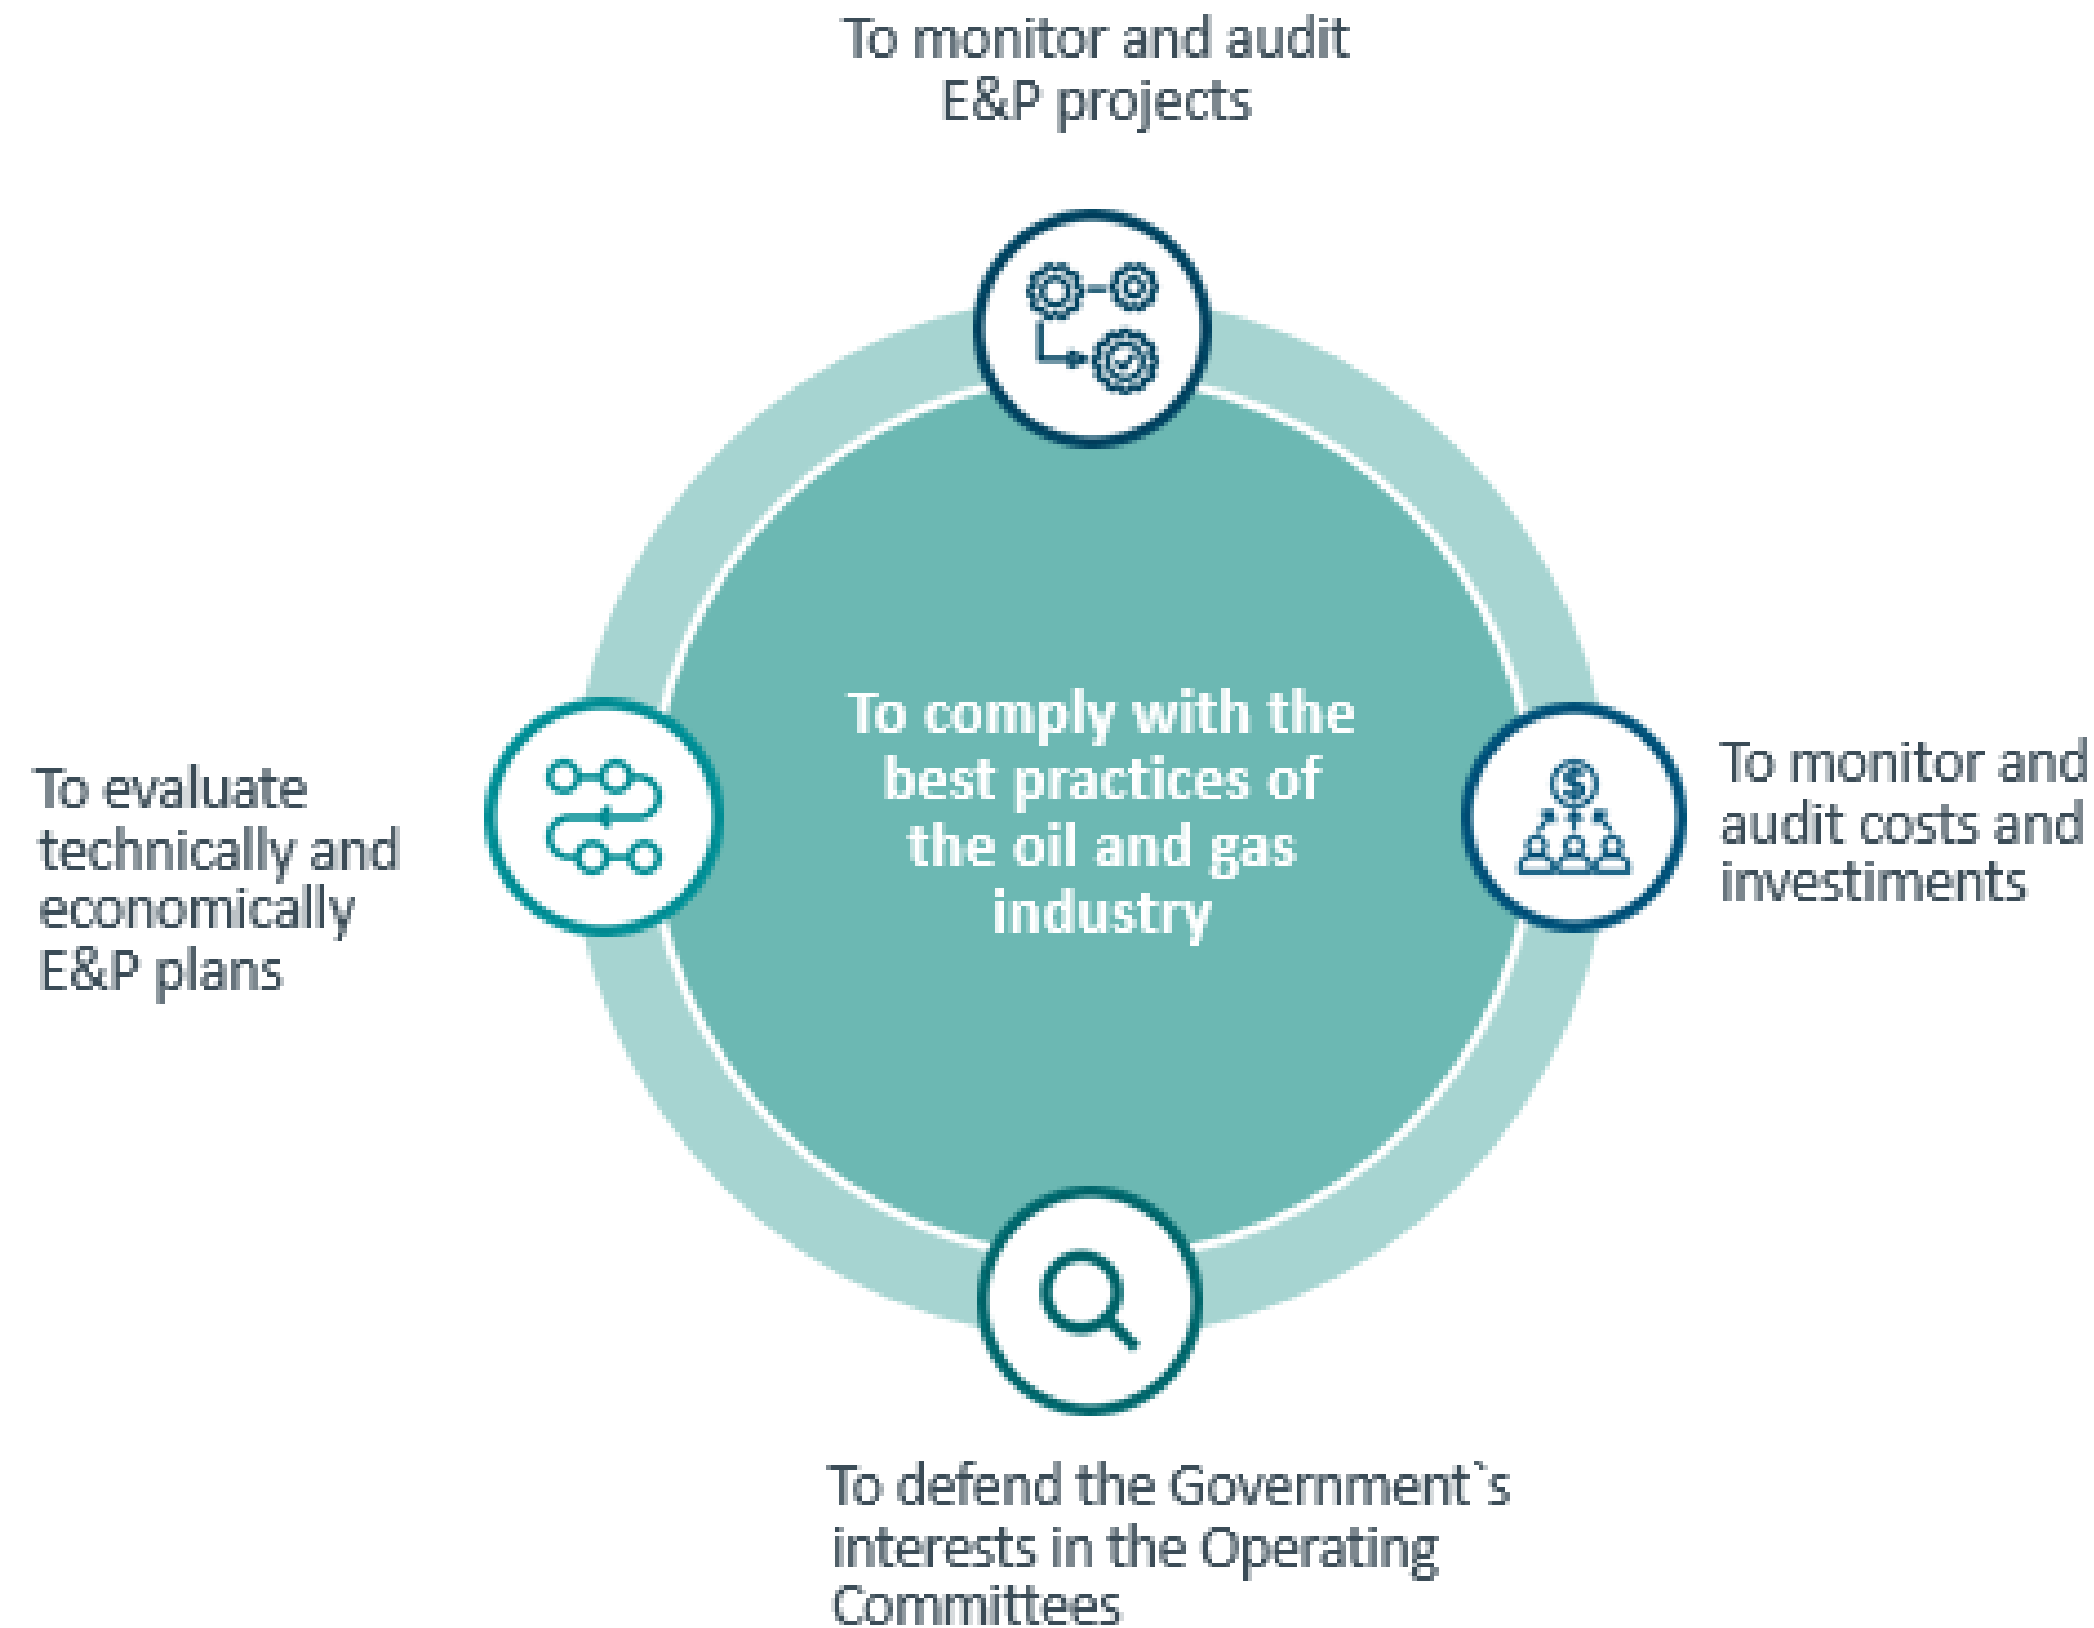 To monitor and audit
E&P projects
To comply with the
best practices of
the oil and gas
industry
To evaluate
technically and
economically
E&P plans
To monitor and
audit costs and
investiments
To defend the Government`s
interests in the Operating
Committees